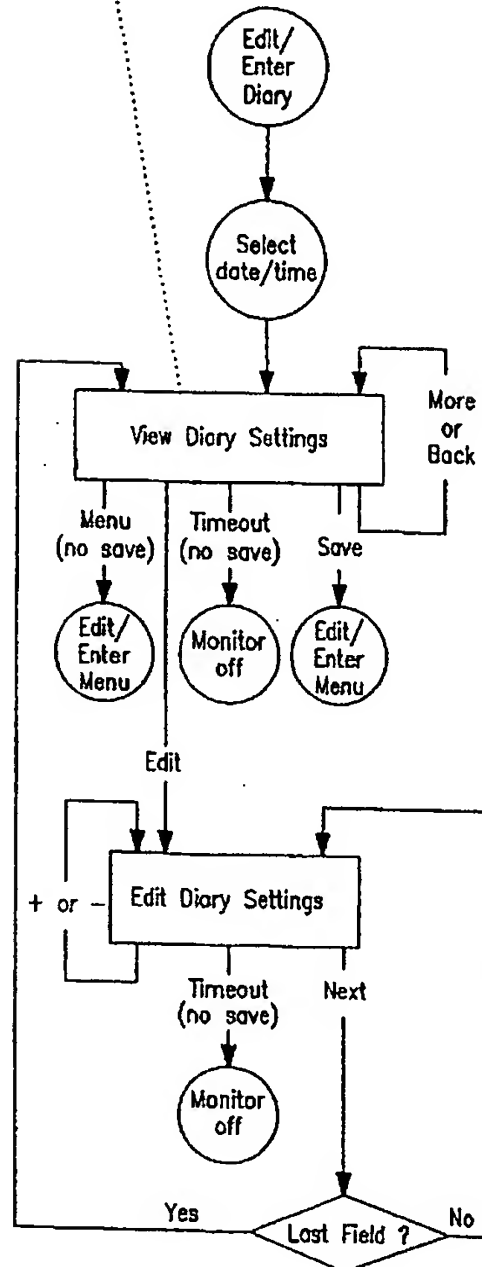 Edit/
Enter
Diary
Select
date/time
View Diary Settings
More
or
Back
Menu
(no save)
Timeout
(no save)
Save
Edit/
Enter
Menu
Monitor
off
Edit/
Enter
Menu
Edit
+ or -
Edit Diary Settings
Timeout
(no save)
Next
Monitor
off
Yes
Last Field ?
No